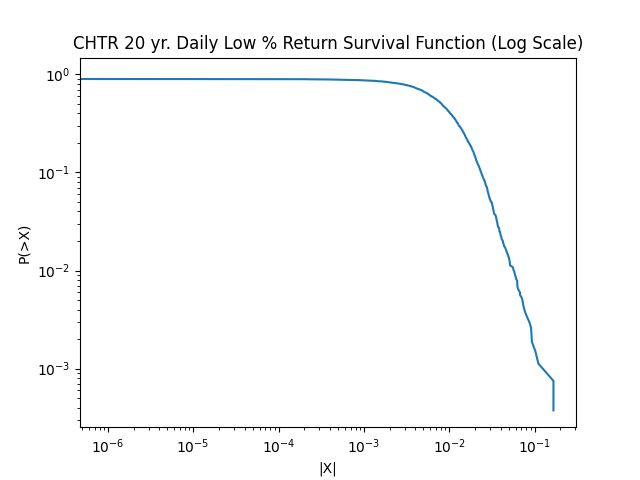 CHTR 20 yr. Daily Low % Return Survival Function (Log Scale)
P(>X)
10⁰
10⁻¹
10⁻²
10⁻³
10⁻⁶ 10⁻⁵ 10⁻⁴ 10⁻³ 10⁻² 10⁻¹
|X|